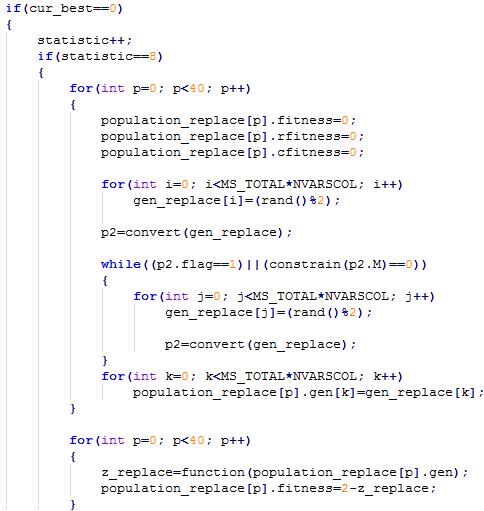 if(cur_best==0)
{
statistic++;
if(statistic==8)
{
for(int p=0; p<40; p++)
{
population_replace[p].fitness=0;
population_replace[p].rfitness=0;
population_replace[p].cfitness=0;
for(int i=0; i<MS_TOTAL*NVARSCOL; i++)
gen_replace[i]=(rand()%2);
p2=convert(gen_replace);
while((p2.flag==1)||(constrain(p2.M)==0))
{
for(int j=0; j<MS_TOTAL*NVARSCOL; j++)
gen_replace[j]=(rand()%2);
p2=convert(gen_replace);
}
for(int k=0; k<MS_TOTAL*NVARSCOL; k++)
population_replace[p].gen[k]=gen_replace[k];
}
for(int p=0; p<40; p++)
{
z_replace=function(population_replace[p].gen);
population_replace[p].fitness=2-z_replace;
}